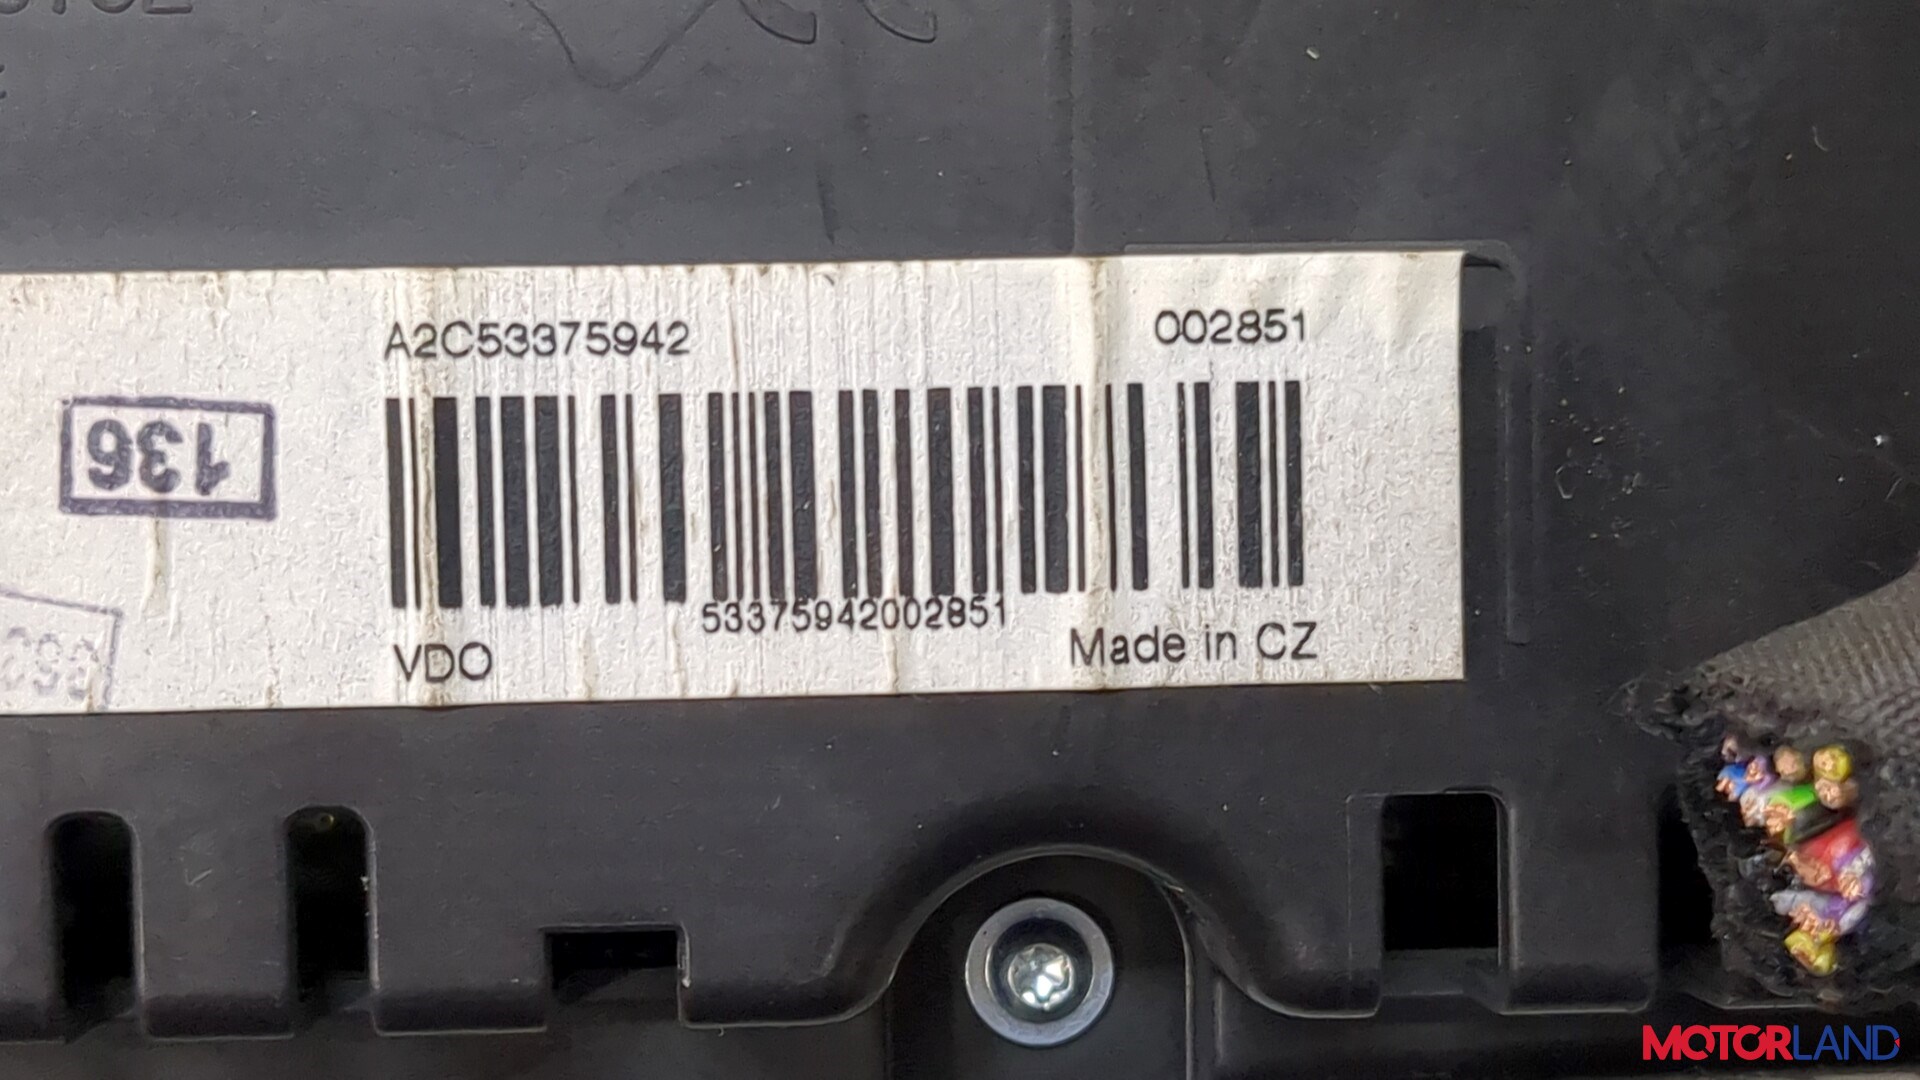 A2C53375942 002851
136
53375942002851
VDO
Made in CZ
MOTORLAND